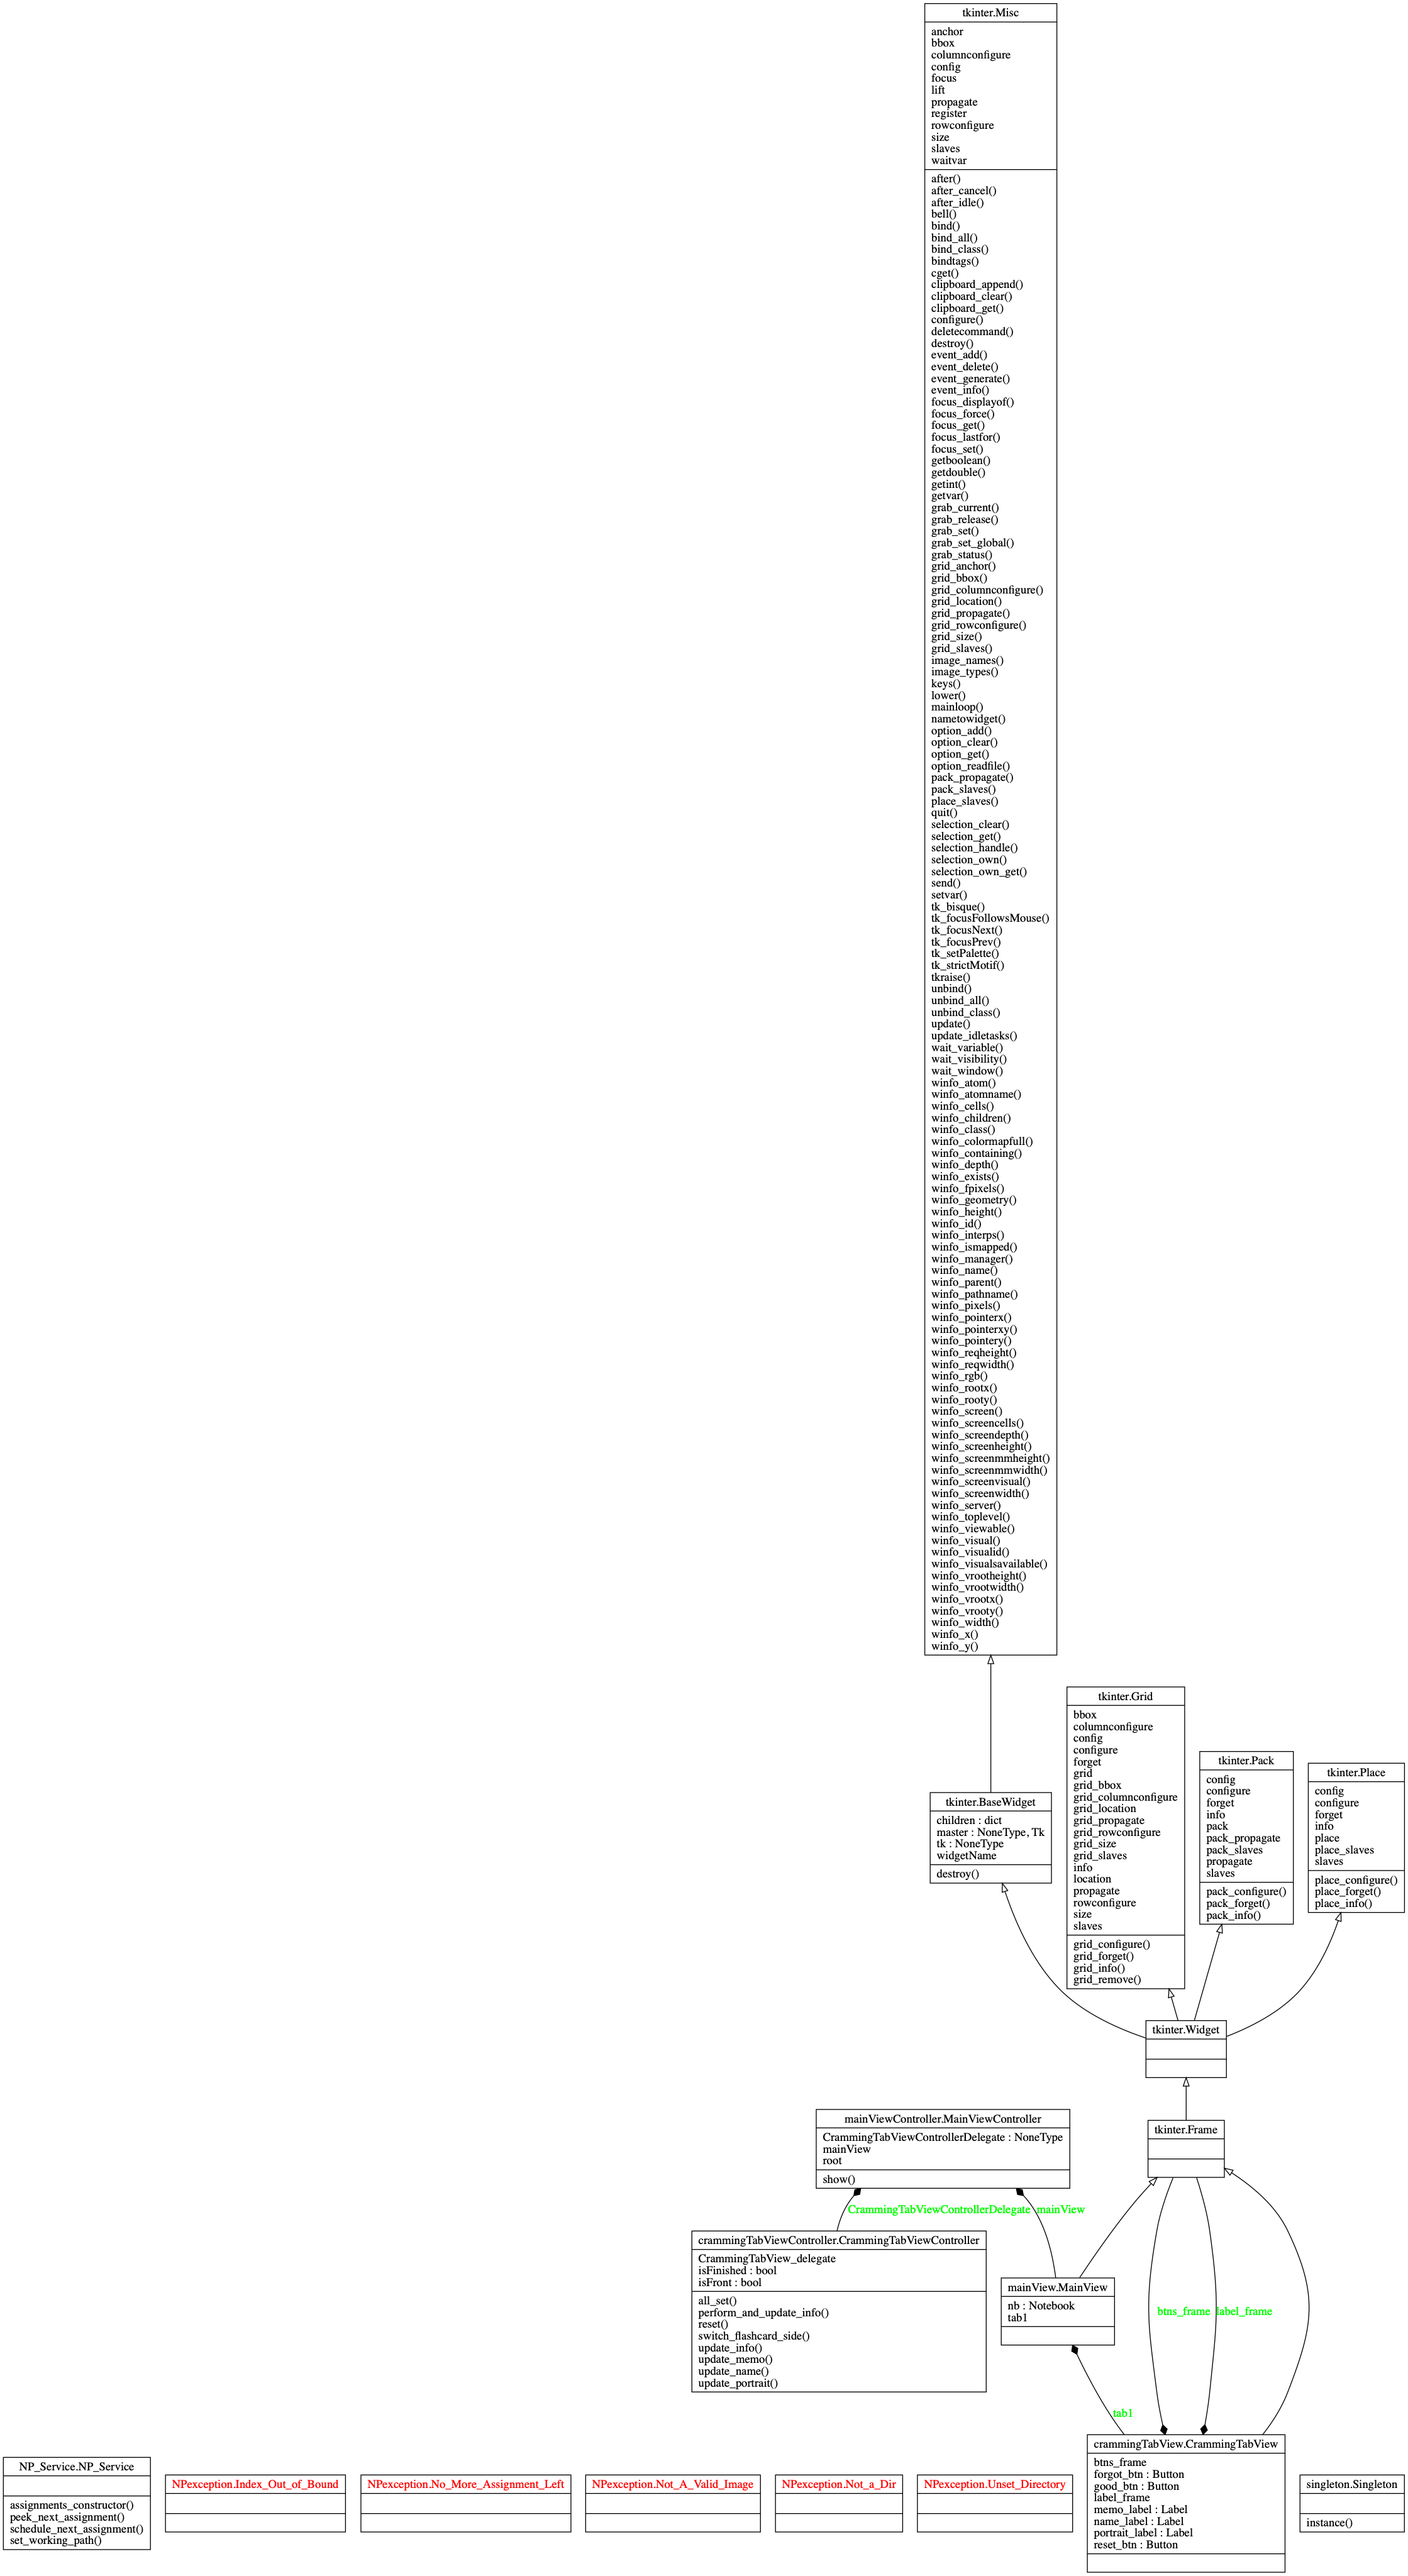 tkinter.Misc
anchor
bbox
columnconfigure
config
focus
lift
propagate
register
rowconfigure
size
slaves
waitvar
after()
after_cancel()
after_idle()
bell()
bind()
bind_all()
bind_class()
bindtags()
cget()
clipboard_append()
clipboard_clear()
clipboard_get()
configure()
deletecommand()
destroy()
event_add()
event_delete()
event_generate()
event_info()
focus_displayof()
focus_force()
focus_get()
focus_lastfor()
focus_set()
getboolean()
getdouble()
getint()
getvar()
grab_current()
grab_release()
grab_set()
grab_set_global()
grab_status()
grid_anchor()
grid_bbox()
grid_columnconfigure()
grid_location()
grid_propagate()
grid_rowconfigure()
grid_size()
grid_slaves()
image_names()
image_types()
keys()
lower()
mainloop()
nametowidget()
option_add()
option_clear()
option_get()
option_readfile()
pack_propagate()
pack_slaves()
place_slaves()
quit()
selection_clear()
selection_get()
selection_handle()
selection_own()
selection_own_get()
send()
setvar()
tk_bisque()
tk_focusFollowsMouse()
tk_focusNext()
tk_focusPrev()
tk_setPalette()
tk_strictMotif()
tkraise()
unbind()
unbind_all()
unbind_class()
update()
update_idletasks()
wait_variable()
wait_visibility()
wait_window()
winfo_atom()
winfo_atomname()
winfo_cells()
winfo_children()
winfo_class()
winfo_colormapfull()
winfo_containing()
winfo_depth()
winfo_exists()
winfo_fpixels()
winfo_geometry()
winfo_height()
winfo_id()
winfo_interps()
winfo_ismapped()
winfo_manager()
winfo_name()
winfo_parent()
winfo_pathname()
winfo_pixels()
winfo_pointerx()
winfo_pointerxy()
winfo_pointery()
winfo_reqheight()
winfo_reqwidth()
winfo_rgb()
winfo_rootx()
winfo_rooty()
winfo_screen()
winfo_screencells()
winfo_screendepth()
winfo_screenheight()
winfo_screenmmheight()
winfo_screenmmwidth()
winfo_screenvisual()
winfo_screenwidth()
winfo_server()
winfo_toplevel()
winfo_viewable()
winfo_visual()
winfo_visualid()
winfo_visualsavailable()
winfo_vrootheight()
winfo_vrootwidth()
winfo_vrootx()
winfo_vrooty()
winfo_width()
winfo_x()
winfo_y()
tkinter.BaseWidget
children : dict
master : NoneType, Tk
tk : NoneType
widgetName
destroy()
tkinter.Grid
bbox
columnconfigure
config
configure
forget
grid
grid_bbox
grid_columnconfigure
grid_location
grid_propagate
grid_rowconfigure
grid_size
grid_slaves
info
location
propagate
rowconfigure
size
slaves
grid_configure()
grid_forget()
grid_info()
grid_remove()
tkinter.Pack
config
configure
forget
info
pack
pack_propagate
pack_slaves
propagate
slaves
pack_configure()
pack_forget()
pack_info()
tkinter.Place
config
configure
forget
info
place
place_slaves
slaves
place_configure()
place_forget()
place_info()
tkinter.Widget
tkinter.Frame
mainViewController.MainViewController
CrammingTabViewControllerDelegate : NoneType
mainView
root
show()
CrammingTabViewControllerDelegate
mainView
crammingTabViewController.CrammingTabViewController
CrammingTabView_delegate
isFinished : bool
isFront : bool
all_set()
perform_and_update_info()
reset()
switch_flashcard_side()
update_info()
update_memo()
update_name()
update_portrait()
mainView.MainView
nb : Notebook
tab1
btns_frame
label_frame
tab1
crammingTabView.CrammingTabView
btns_frame
forgot_btn : Button
good_btn : Button
label_frame
memo_label : Label
name_label : Label
portrait_label : Label
reset_btn : Button
NP_Service.NP_Service
assignments_constructor()
peek_next_assignment()
schedule_next_assignment()
set_working_path()
NPexception.Index_Out_of_Bound
NPexception.No_More_Assignment_Left
NPexception.Not_A_Valid_Image
NPexception.Not_a_Dir
NPexception.Unset_Directory
singleton.Singleton
instance()